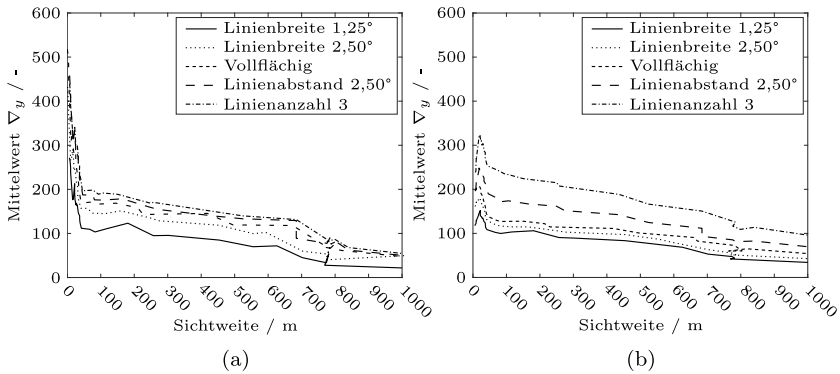 600
500
400
300
200
100
0
Mittelwert ∇y / -
Linienbreite 1,25°
Linienbreite 2,50°
Vollflächig
Linienabstand 2,50°
Linienanzahl 3
0 100 200 300 400 500 600 700 800 900 1000
Sichtweite / m
(a)
600
500
400
300
200
100
0
Mittelwert ∇y / -
Linienbreite 1,25°
Linienbreite 2,50°
Vollflächig
Linienabstand 2,50°
Linienanzahl 3
0 100 200 300 400 500 600 700 800 900 1000
Sichtweite / m
(b)